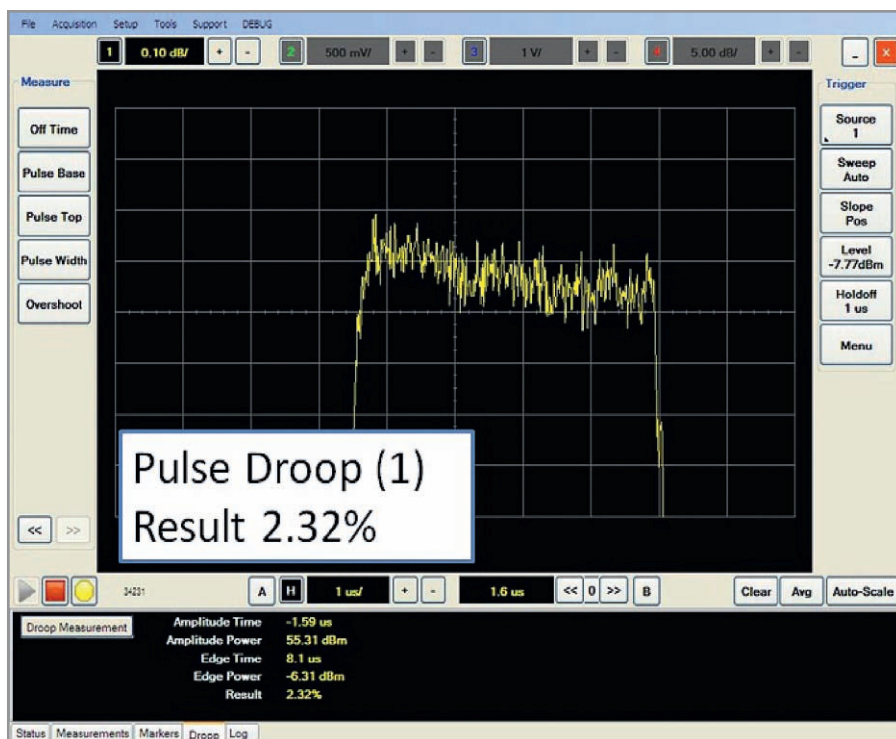 File Acquisition Setup Tools Support DEBUG
1 0.10 dB/ + - 2 500 mV/ + - 3 1 V/ + - 4 5.00 dB/ + - - x
Measure
Off Time
Pulse Base
Pulse Top
Pulse Width
Overshoot
<< >>
Trigger
Source
1
Sweep
Auto
Slope
Pos
Level
-7.77dBm
Holdoff
1 us
Menu
Pulse Droop (1)
Result 2.32%
34231 A H 1 us/ + - 1.6 us << 0 >> B Clear Avg Auto-Scale
Droop Measurement
Amplitude Time -1.59 us
Amplitude Power 55.31 dBm
Edge Time 8.1 us
Edge Power -6.31 dBm
Result 2.32%
Status Measurements Markers Droop Log